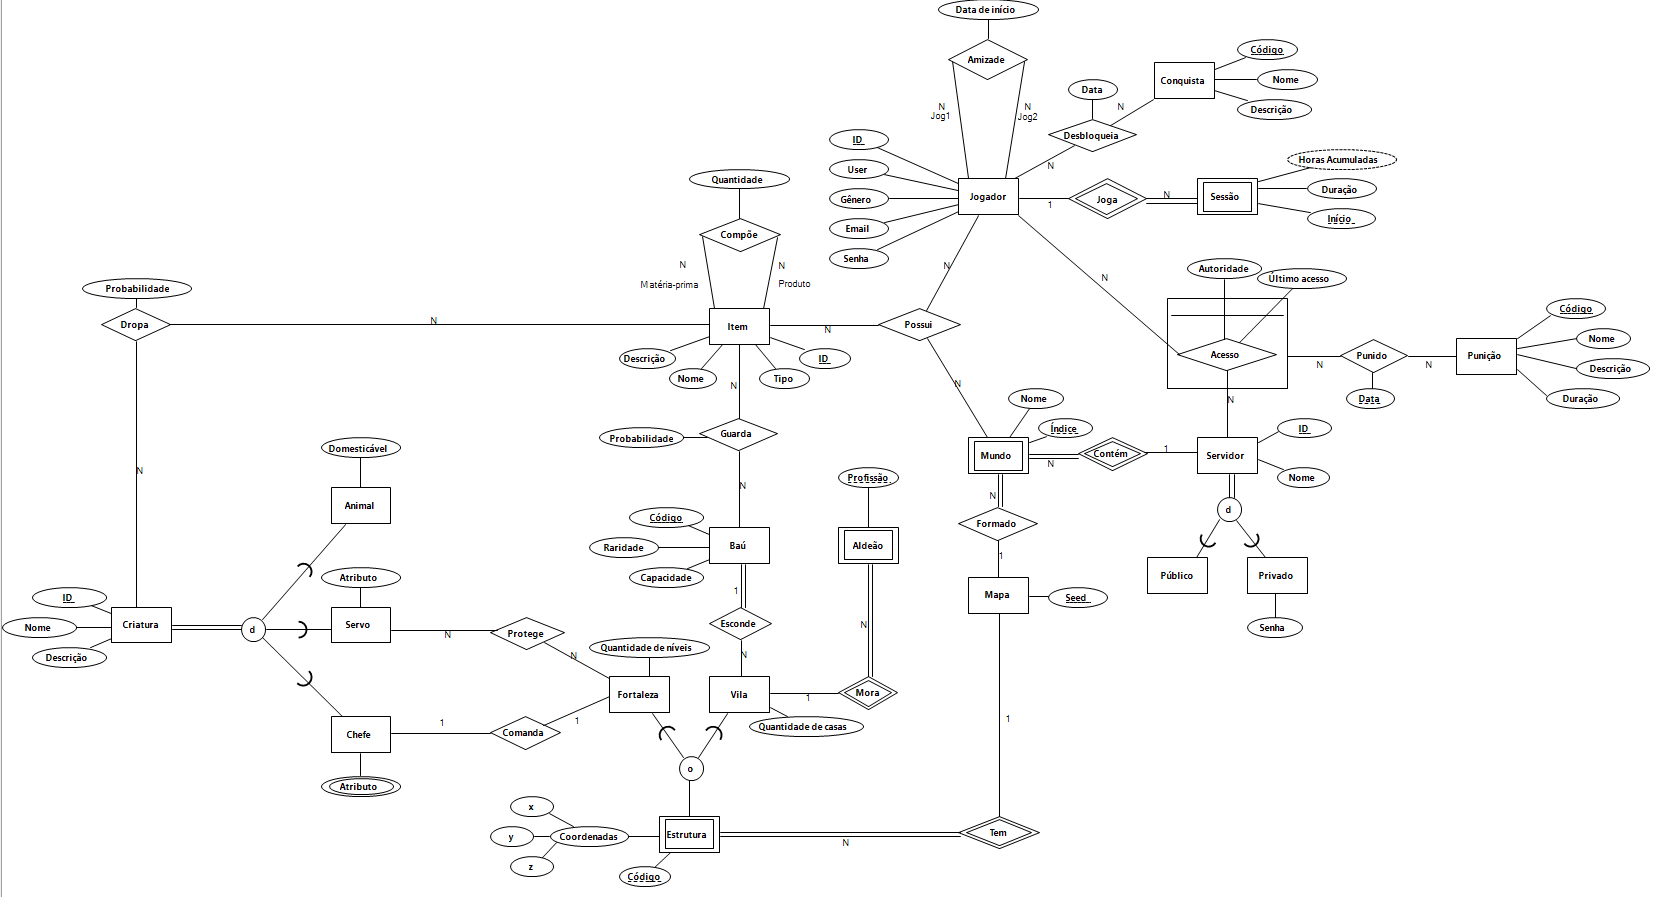 Data de início
Amizade
N
Jog1
N
Jog2
Data
N
Desbloqueia
N
Conquista
Código
Nome
Descrição
ID
User
Gênero
Email
Senha
Jogador
1
Joga
N
Sessão
Horas Acumuladas
Duração
Início
Quantidade
Compõe
N
Matéria-prima
N
Produto
Probabilidade
Dropa
N
Item
N
Possui
N
N
Descrição
Nome
Tipo
ID
N
Autoridade
Último acesso
Acesso
N
N
Punido
N
Data
Punição
Código
Nome
Descrição
Duração
N
Probabilidade
Guarda
N
Nome
Índice
Mundo
N
Contém
1
Servidor
ID
Nome
d
Público
Privado
Senha
N
Formado
1
Mapa
Seed
1
N
Domesticável
Animal
Atributo
Servo
ID
Nome
Descrição
Criatura
d
Código
Raridade
Capacidade
Baú
Profissão
Aldeão
1
Esconde
N
N
N
Protege
N
Quantidade de níveis
Fortaleza
Vila
1
Mora
Quantidade de casas
Chefe
1
Comanda
1
Atributo
o
x
y
z
Coordenadas
Estrutura
Código
N
Tem